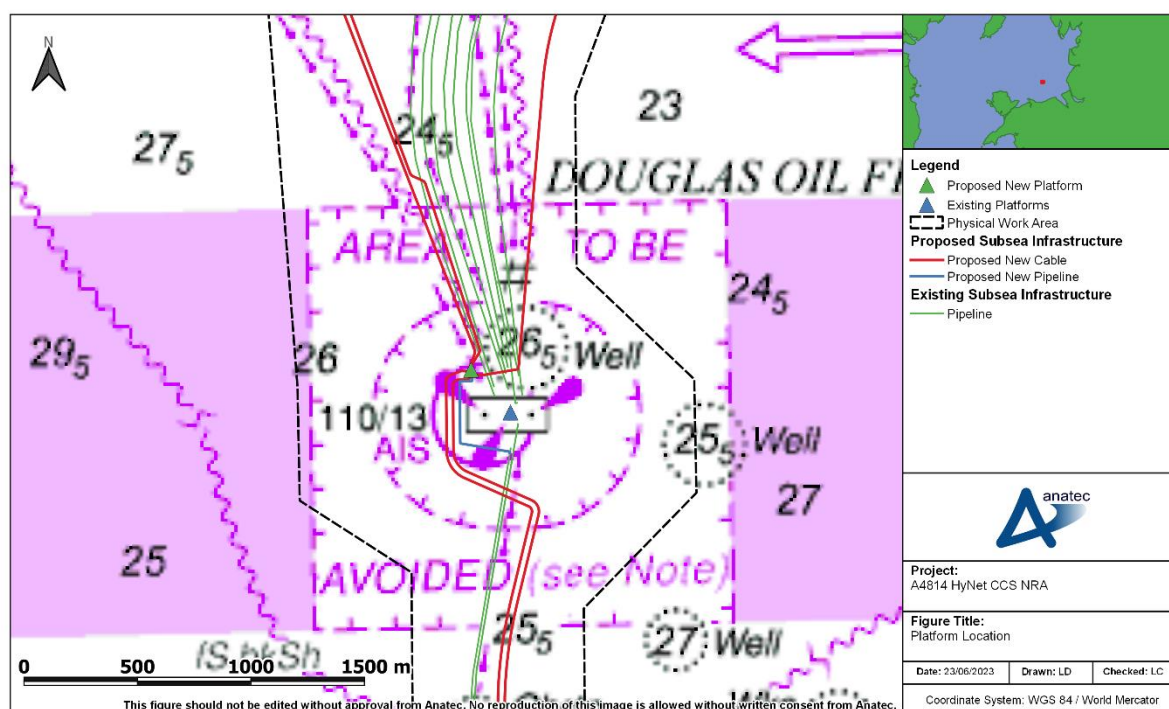 N
23
27₅
24₅
DOUGLAS OIL FI
AREA TO BE
24₅
29₅
26
26₅ Well
110/13
AIS
25₅ Well
27
25
AVOIDED (see Note)
25₅
27 Well
0 500 1000 1500 m
This figure should not be edited without approval from Anatec. No reproduction of this image is allowed without written consent from Anatec.
Legend
Proposed New Platform
Existing Platforms
Physical Work Area
Proposed Subsea Infrastructure
Proposed New Cable
Proposed New Pipeline
Existing Subsea Infrastructure
Pipeline
anatec
Project:
A4814 HyNet CCS NRA
Figure Title:
Platform Location
Date: 23/06/2023 Drawn: LD Checked: LC
Coordinate System: WGS 84 / World Mercator